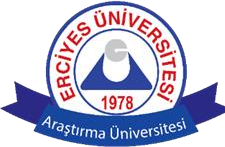 ERCİYES ÜNİVERSİTESİ
1978
Araştırma Üniversitesi